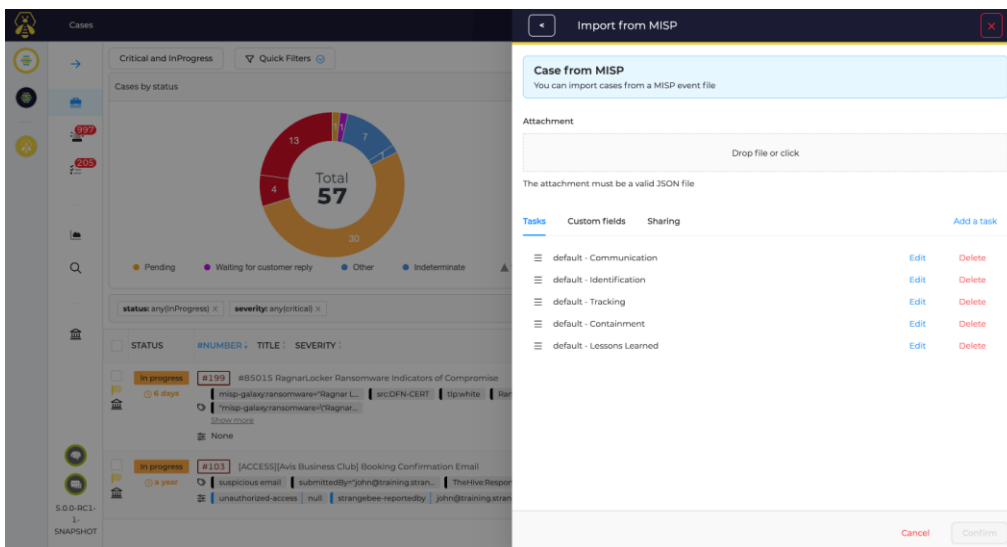 Cases
<
Import from MISP
Critical and InProgress
Quick Filters
Cases by status
997
205
13
1
7
1
4
30
Total
57
Pending
Waiting for customer reply
Other
Indeterminate
status: any(InProgress) ×
severity: any(critical) ×
STATUS
#NUMBER
TITLE
SEVERITY
In progress
#199
#85015 RagnarLocker Ransomware Indicators of Compromise
6 days
misp-galaxy:ransomware="Ragnar L...
src:DFN-CERT
tlp:white
"misp-galaxy:ransomware=\"Ragnar...
Show more
None
In progress
#103
[ACCESS][Avis Business Club] Booking Confirmation Email
a year
suspicious email
submittedBy="john@training.stran...
unauthorized-access
null
strangebee-reportedby
5.0.0-RC1-
1-
SNAPSHOT
Case from MISP
You can import cases from a MISP event file
Attachment
Drop file or click
The attachment must be a valid JSON file
Tasks
Custom fields
Sharing
Add a task
default - Communication
Edit
Delete
default - Identification
Edit
Delete
default - Tracking
Edit
Delete
default - Containment
Edit
Delete
default - Lessons Learned
Edit
Delete
Cancel
Confirm